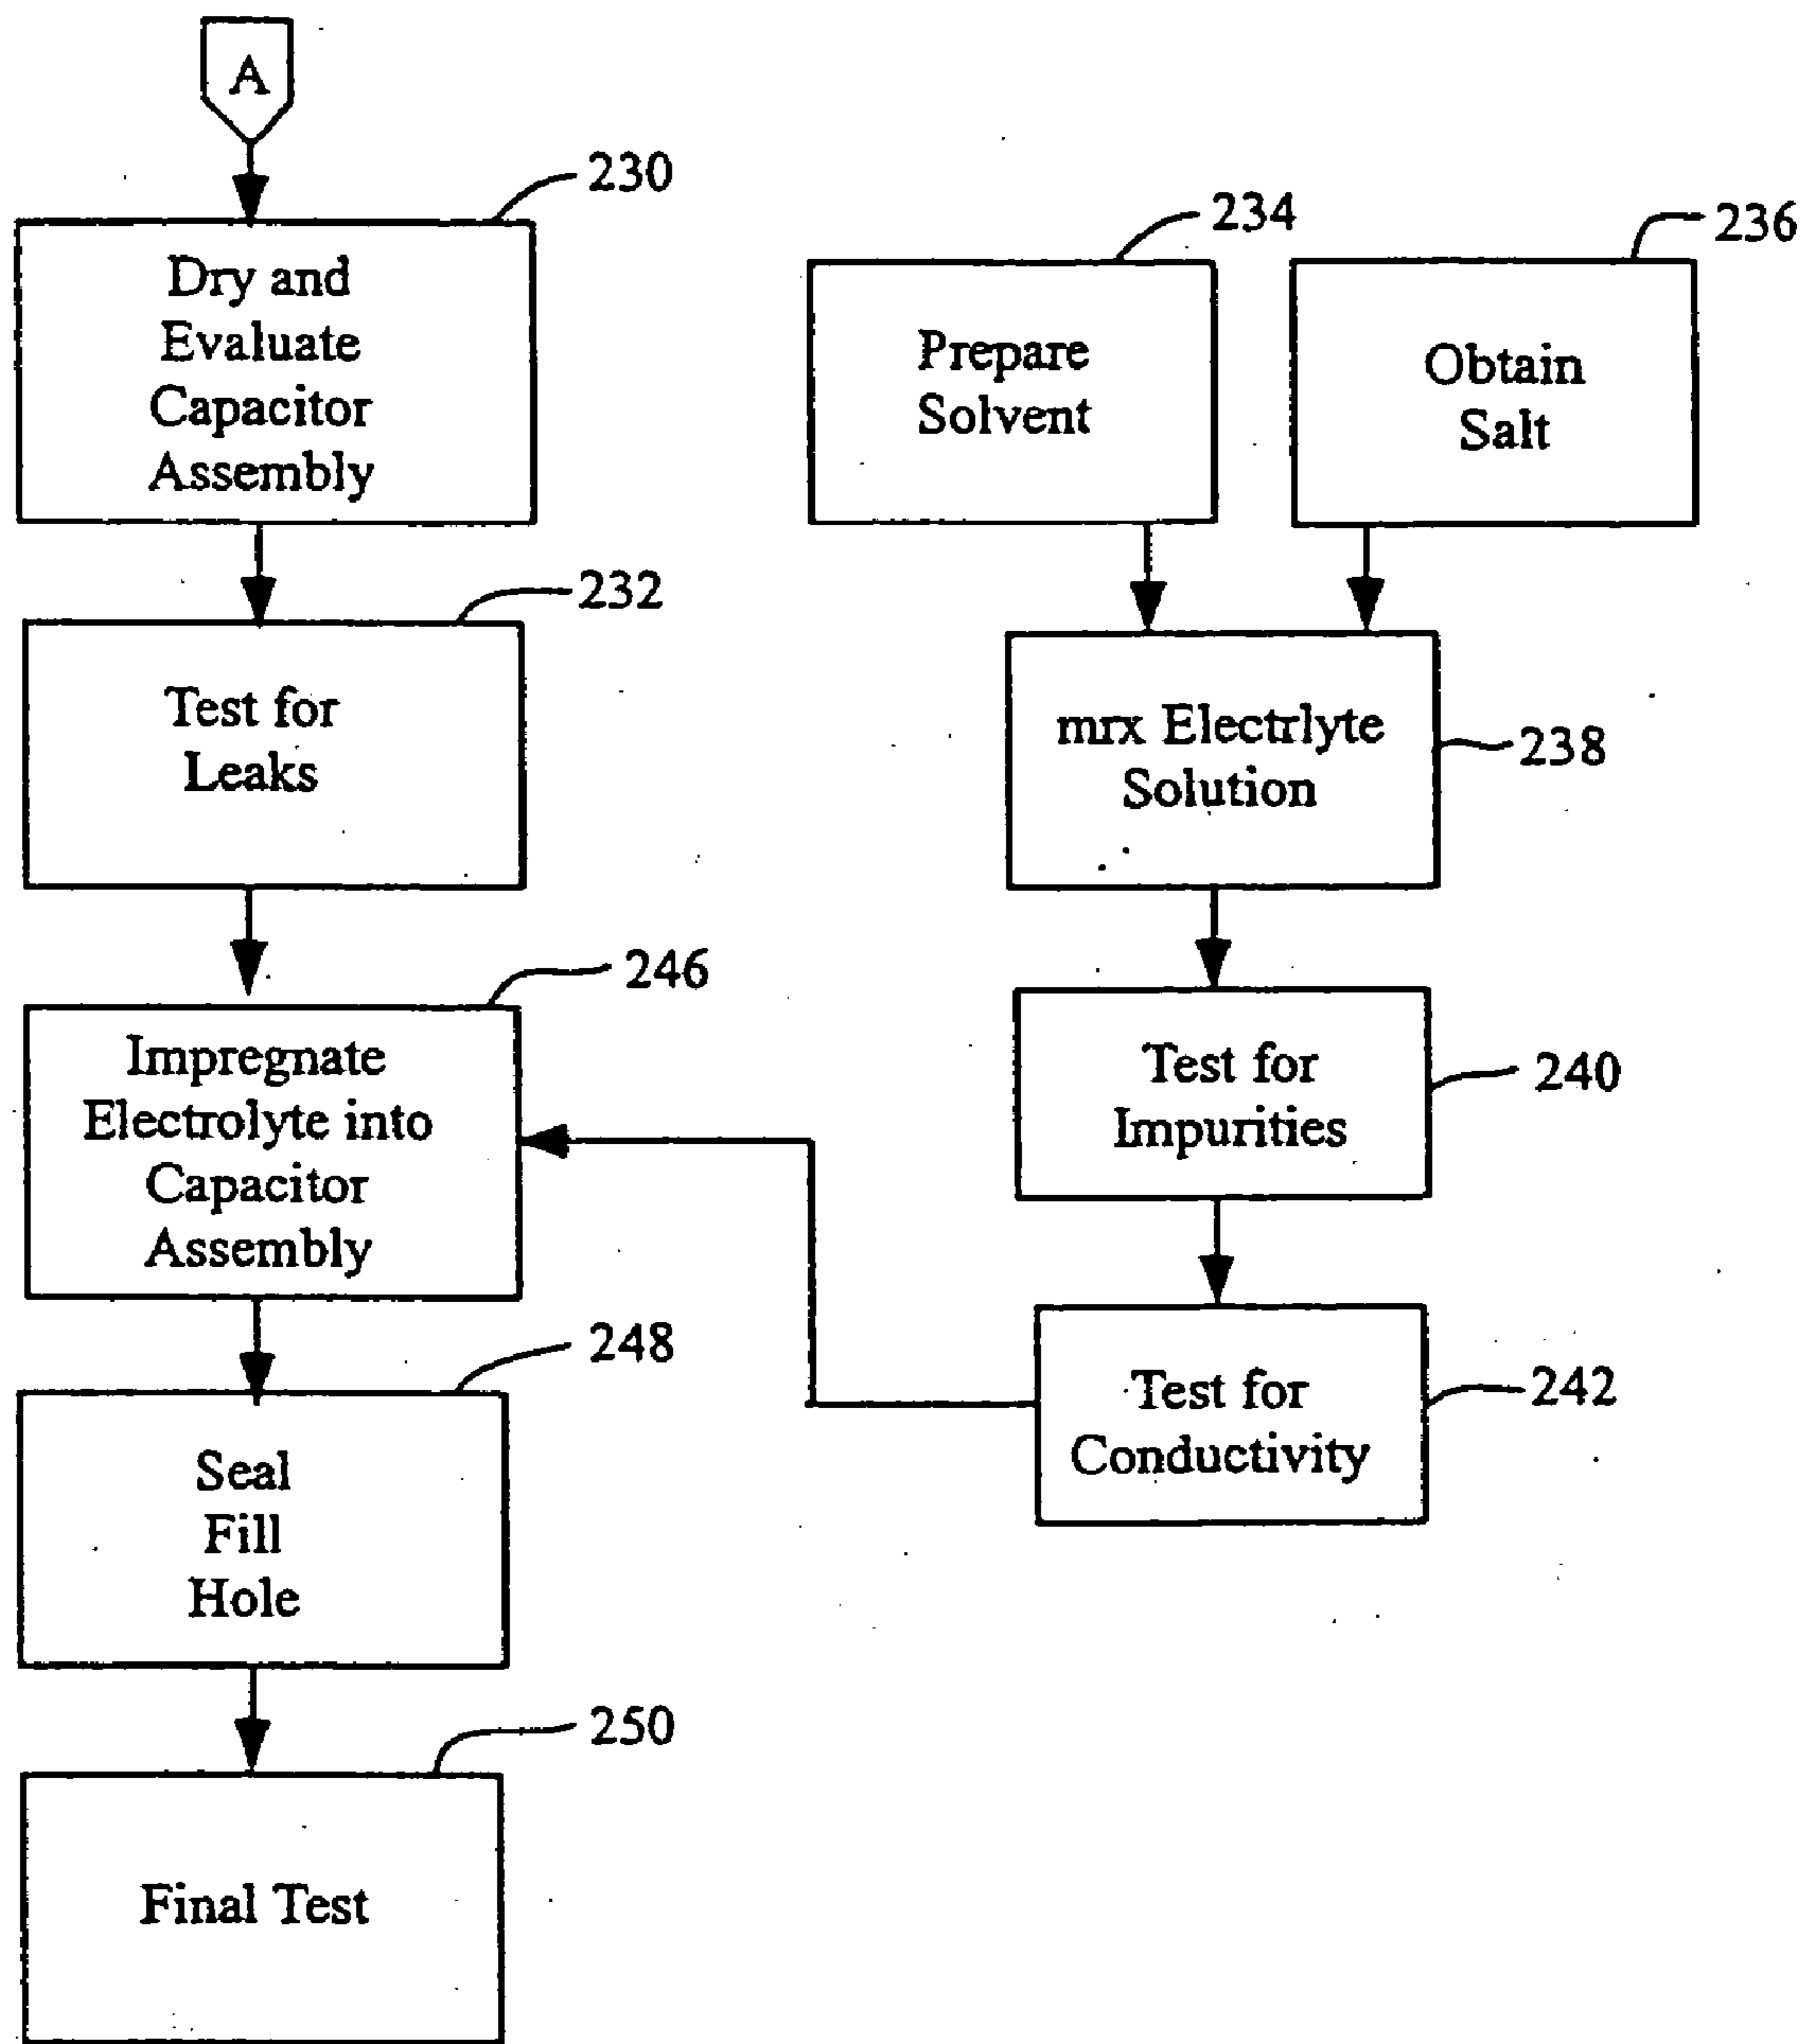 A
230
Dry and
Evaluate
Capacitor
Assembly
232
Test for
Leaks
246
Impregnate
Electrolyte into
Capacitor
Assembly
248
Seal
Fill
Hole
250
Final Test
234
Prepare
Solvent
236
Obtain
Salt
mrx Electrlyte
Solution
238
Test for
Impurities
240
Test for
Conductivity
242